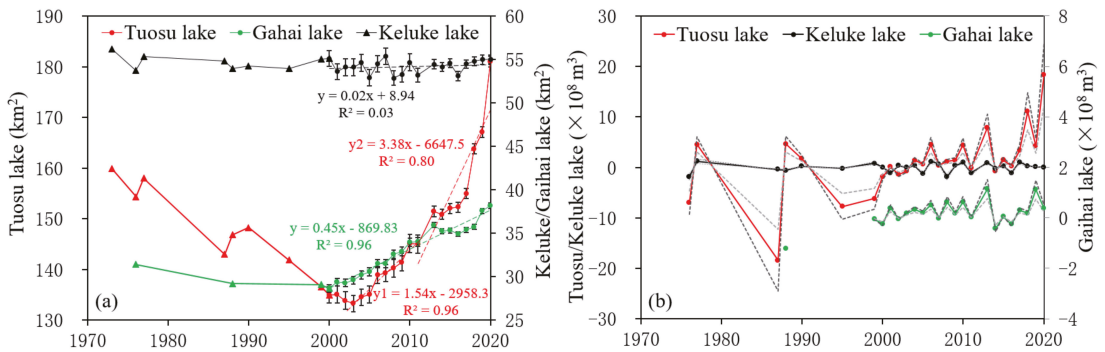 Tuosu lake Gahai lake Keluke lake
190
180
170
160
150
140
130
60
55
50
45
40
35
30
25
Tuosu lake (km²)
Keluke/Gaihai lake (km²)
y = 0.02x + 8.94
R² = 0.03
y2 = 3.38x - 6647.5
R² = 0.80
y = 0.45x - 869.83
R² = 0.96
y1 = 1.54x - 2958.3
R² = 0.96
(a)
1970 1980 1990 2000 2010 2020
Tuosu lake Keluke lake Gahai lake
30
20
10
0
−10
−20
−30
8
6
4
2
0
−2
−4
Tuosu/Keluke lake (×10⁸ m³)
Gaihai lake (×10⁸ m³)
(b)
1970 1980 1990 2000 2010 2020